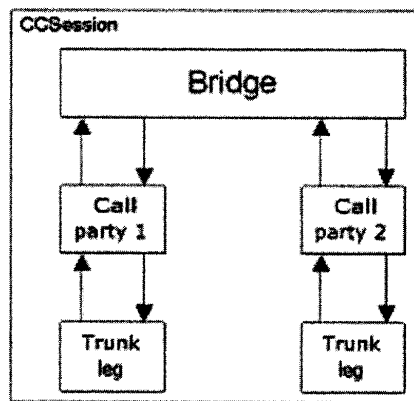 CCSession
Bridge
Call
party 1
Call
party 2
Trunk
leg
Trunk
leg